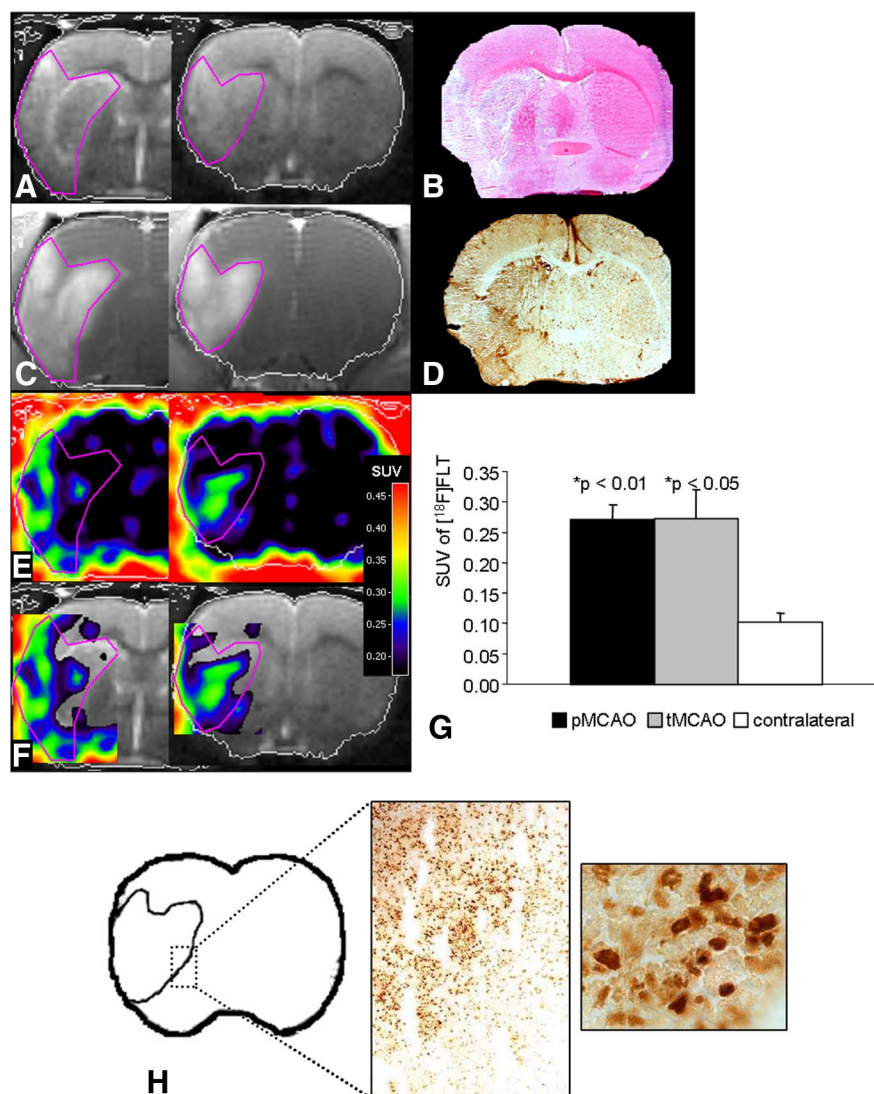 A
B
C
D
E
SUV
0.45
0.40
0.35
0.30
0.25
0.20
F
SUV of [¹⁸F]FLT
0.35
0.30
0.25
0.20
0.15
0.10
0.05
0.00
*p < 0.01
*p < 0.05
G
pMCAO tMCAO contralateral
H